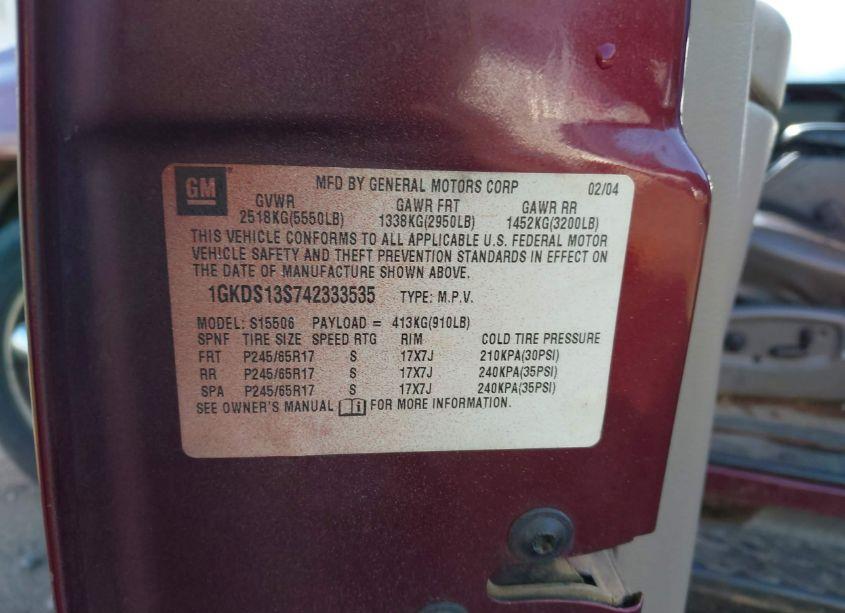 GM
MFD BY GENERAL MOTORS CORP 02/04
GVWR GAWR FRT GAWR RR
2518KG(5550LB) 1338KG(2950LB) 1452KG(3200LB)
THIS VEHICLE CONFORMS TO ALL APPLICABLE U.S. FEDERAL MOTOR
VEHICLE SAFETY AND THEFT PREVENTION STANDARDS IN EFFECT ON
THE DATE OF MANUFACTURE SHOWN ABOVE.
1GKDS13S742333535 TYPE: M.P.V.
MODEL: S15506 PAYLOAD = 413KG(910LB)
SPNF TIRE SIZE SPEED RTG RIM COLD TIRE PRESSURE
FRT P245/65R17 S 17X7J 210KPA(30PSI)
RR P245/65R17 S 17X7J 240KPA(35PSI)
SPA P245/65R17 S 17X7J 240KPA(35PSI)
SEE OWNER'S MANUAL FOR MORE INFORMATION.